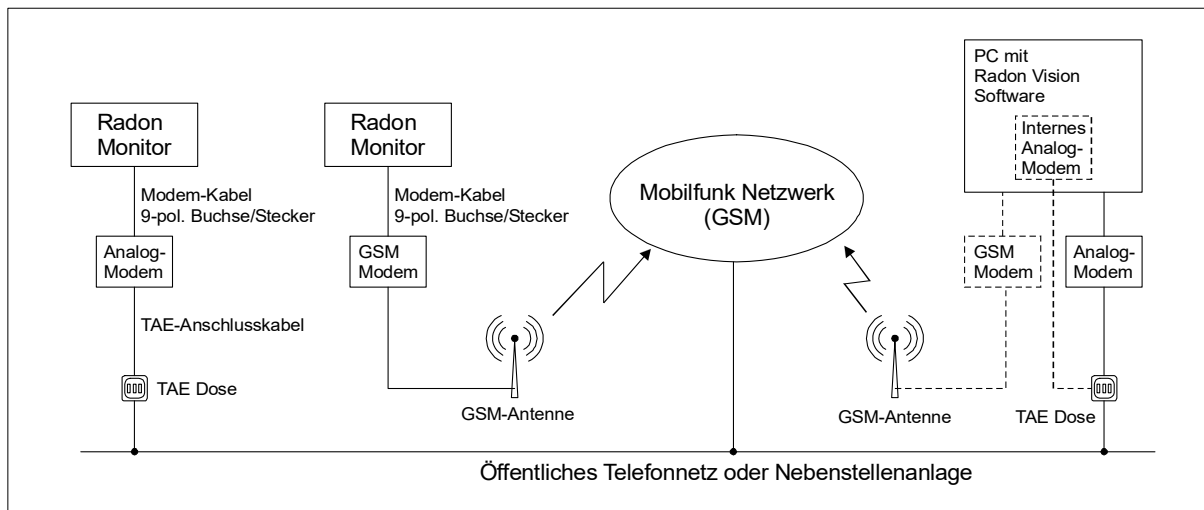 Radon
Monitor
Modem-Kabel
9-pol. Buchse/Stecker
Analog-
Modem
TAE-Anschlusskabel
TAE Dose
Radon
Monitor
Modem-Kabel
9-pol. Buchse/Stecker
GSM
Modem
GSM-Antenne
Mobilfunk Netzwerk
(GSM)
PC mit
Radon Vision
Software
Internes
Analog-
Modem
GSM
Modem
Analog-
Modem
GSM-Antenne
TAE Dose
Öffentliches Telefonnetz oder Nebenstellenanlage